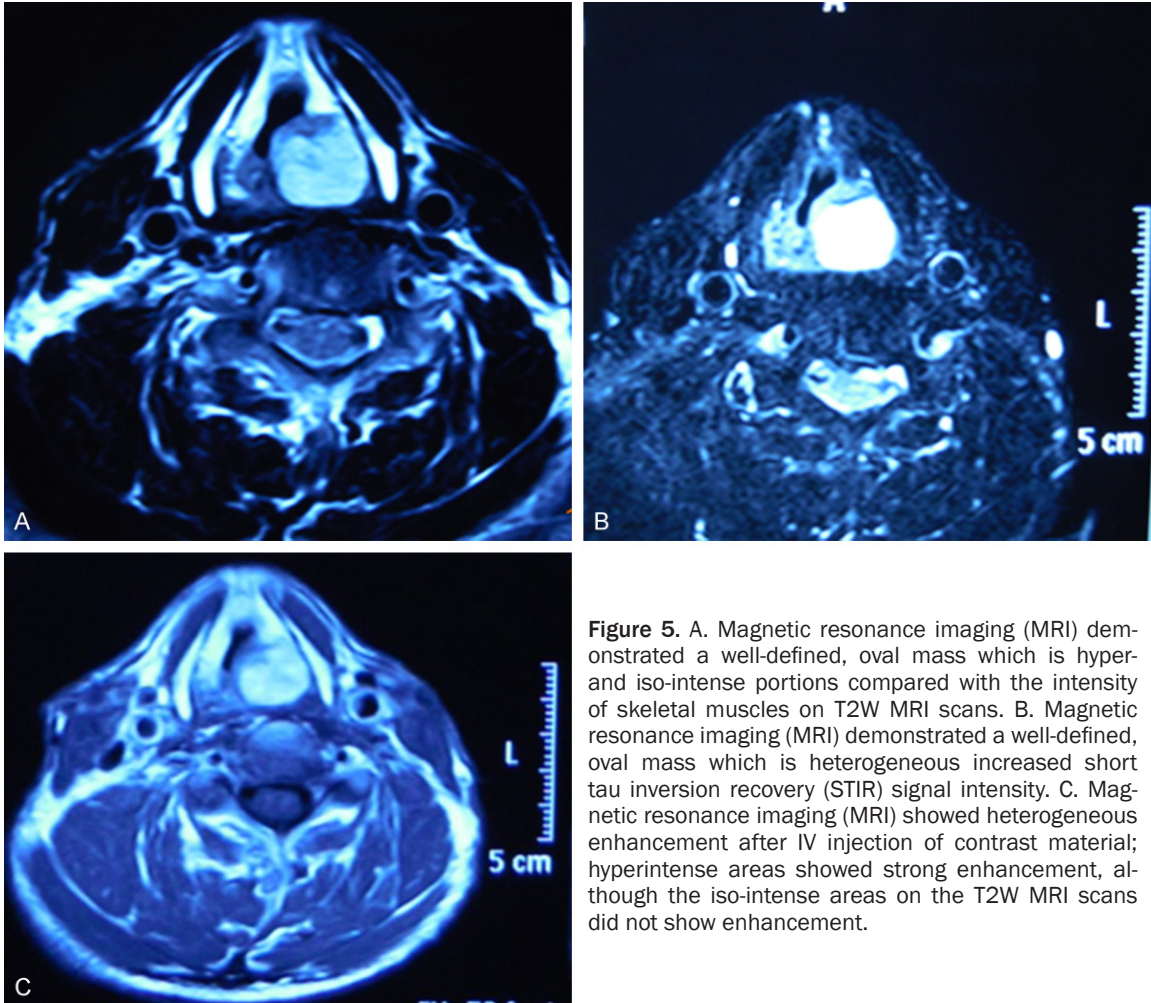 A
A
L
5 cm
B
L
5 cm
C
Figure 5. A. Magnetic resonance imaging (MRI) dem-
onstrated a well-defined, oval mass which is hyper-
and iso-intense portions compared with the intensity
of skeletal muscles on T2W MRI scans. B. Magnetic
resonance imaging (MRI) demonstrated a well-defined,
oval mass which is heterogeneous increased short
tau inversion recovery (STIR) signal intensity. C. Mag-
netic resonance imaging (MRI) showed heterogeneous
enhancement after IV injection of contrast material;
hyperintense areas showed strong enhancement, al-
though the iso-intense areas on the T2W MRI scans
did not show enhancement.